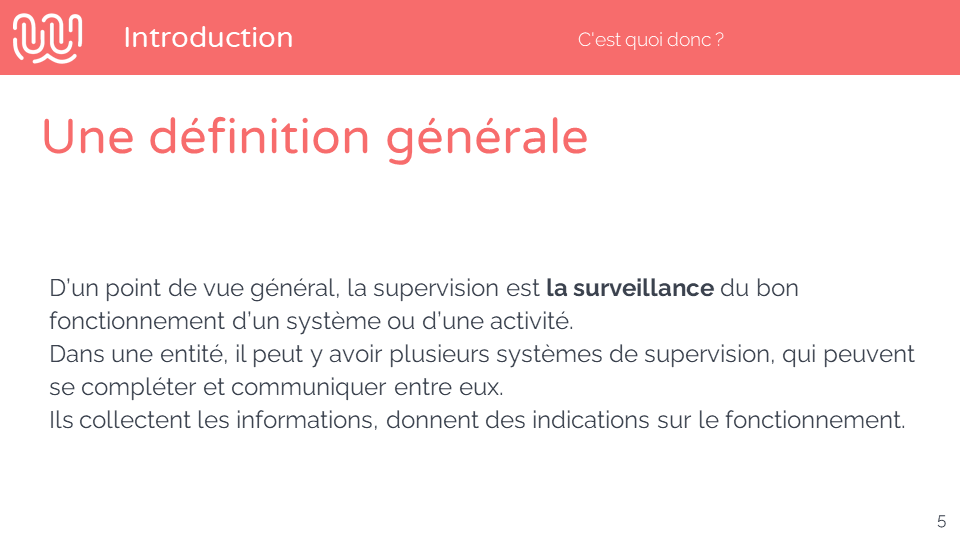 Introduction
C'est quoi donc ?
Une définition générale
D'un point de vue général, la supervision est la surveillance du bon
fonctionnement d'un système ou d'une activité.
Dans une entité, il peut y avoir plusieurs systèmes de supervision, qui peuvent
se compléter et communiquer entre eux.
Ils collectent les informations, donnent des indications sur le fonctionnement.
5